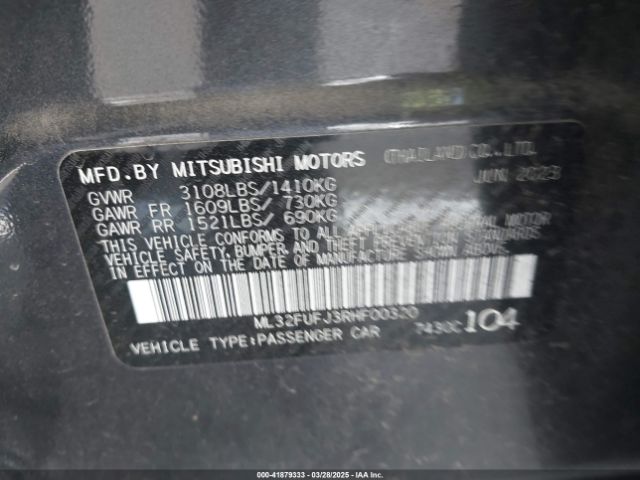 MFD.BY MITSUBISHI MOTORS (THAILAND CO.,LTD.
GVWR 3108LBS/1410KG JUN 2023
GAWR FR 1609LBS/ 730KG
GAWR RR 1521LBS/ 690KG
THIS VEHICLE CONFORMS TO ALL APPLICABLE FEDERAL MOTOR
VEHICLE SAFETY, BUMPER, AND THEFT PREVENTION STANDARDS
IN EFFECT ON THE DATE OF MANUFACTURE SHOWN ABOVE.
ML32FUFJ3RHF00320
VEHICLE TYPE:PASSENGER CAR 7430C 104
000-41879333 | 03/28/2025 - IAAI.com